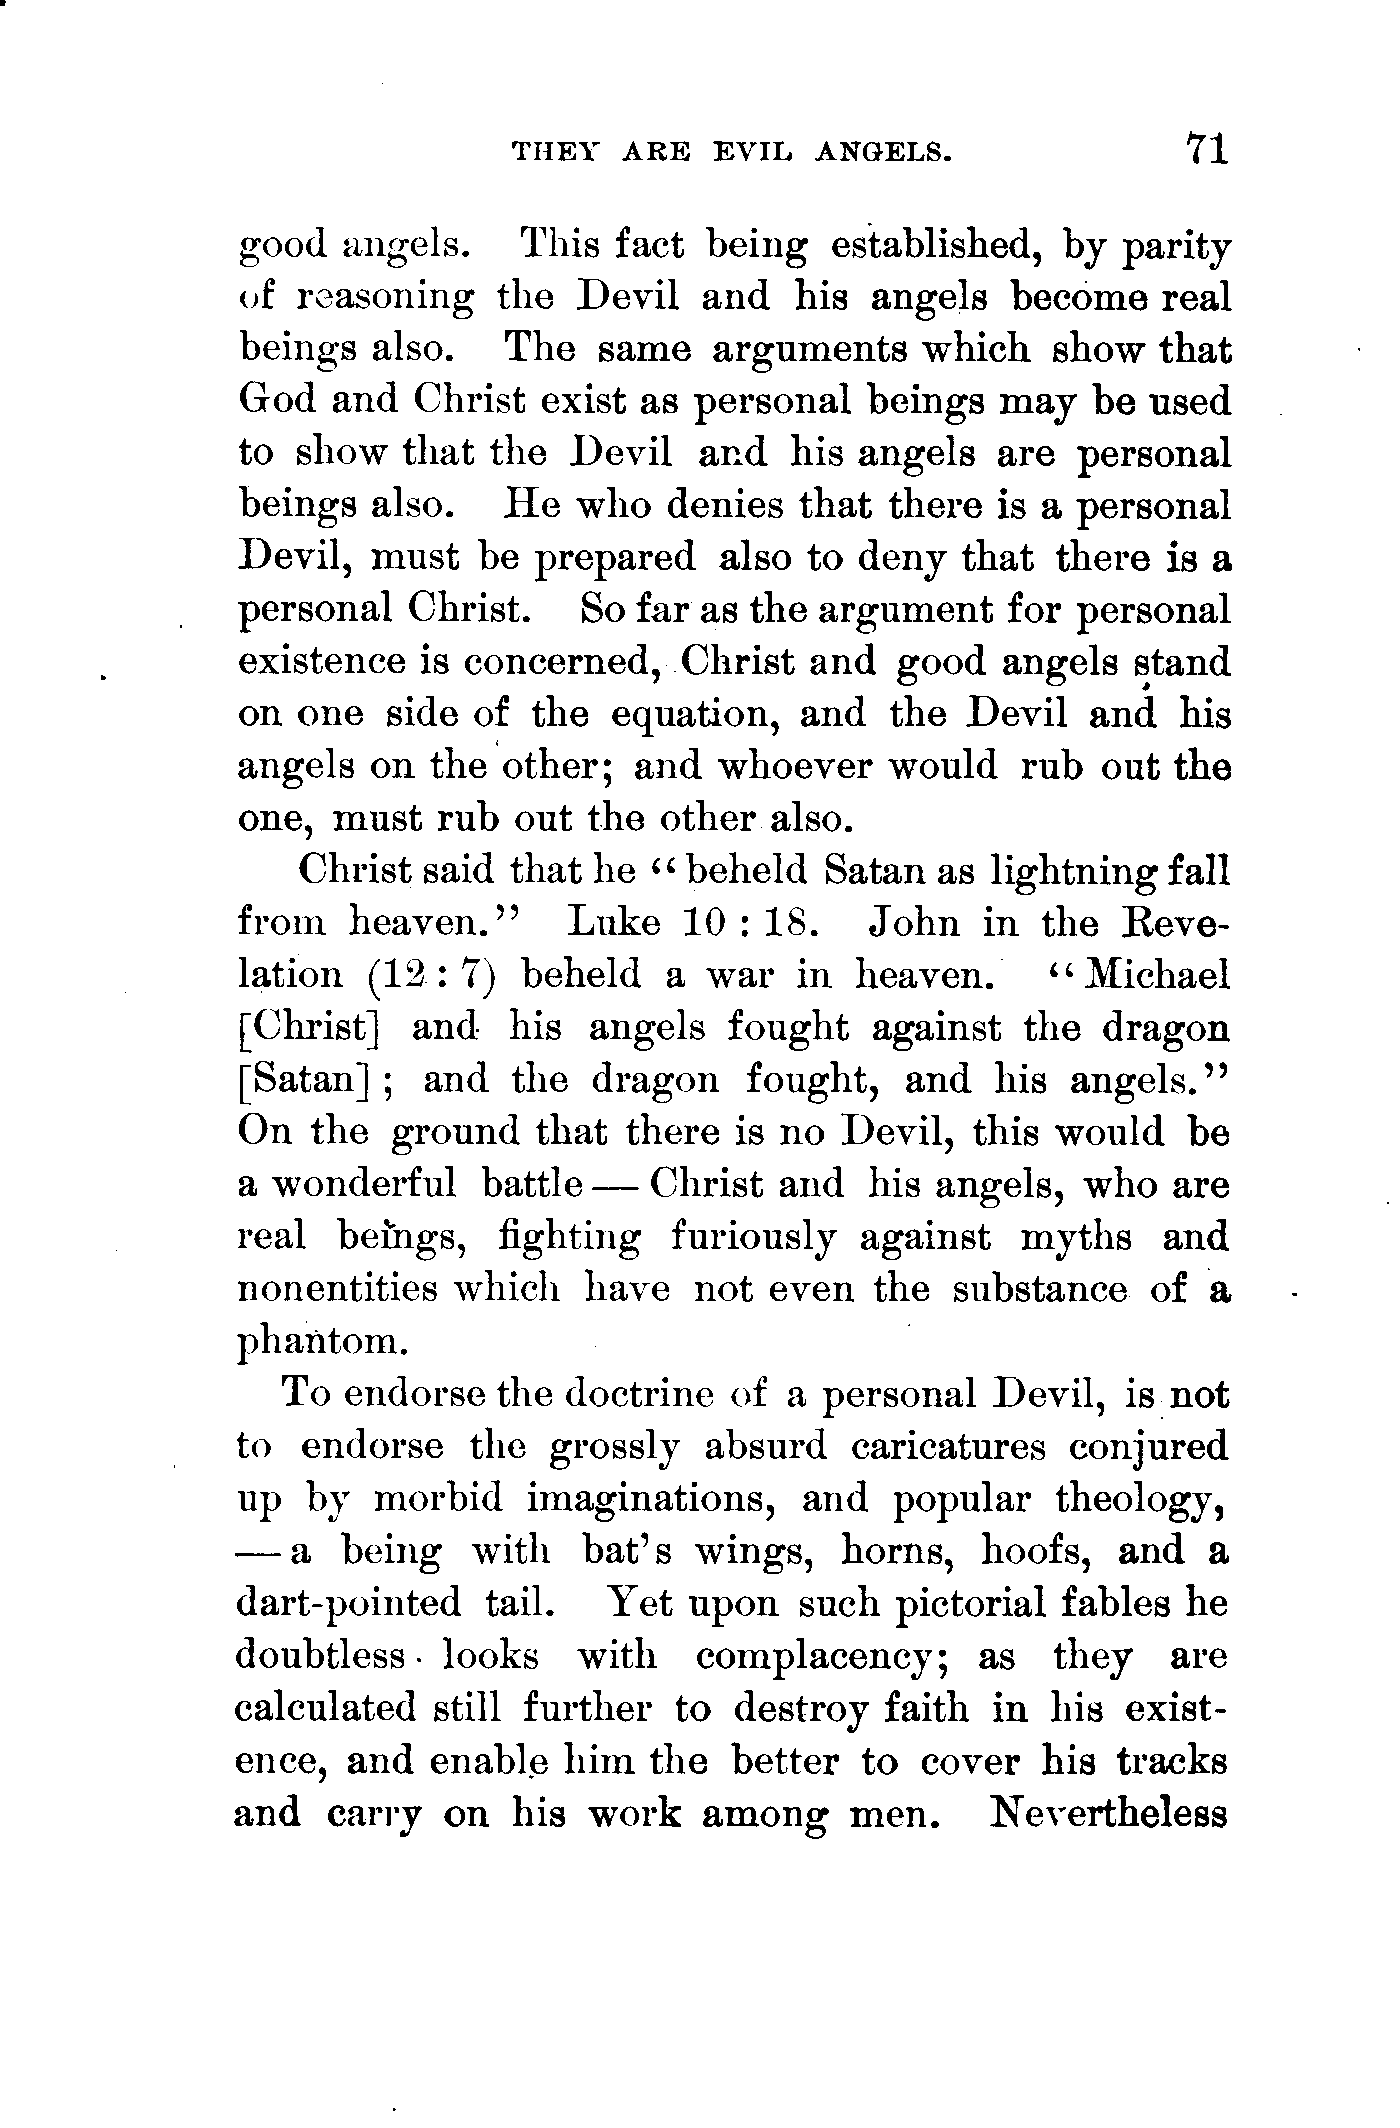 THEY ARE EVIL ANGELS. 71
good angels. This fact being established, by parity
of reasoning the Devil and his angels become real
beings also. The same arguments which show that
God and Christ exist as personal beings may be used
to show that the Devil and his angels are personal
beings also. He who denies that there is a personal
Devil, must be prepared also to deny that there is a
personal Christ. So far as the argument for personal
existence is concerned, Christ and good angels stand
on one side of the equation, and the Devil and his
angels on the other; and whoever would rub out the
one, must rub out the other also.
Christ said that he “beheld Satan as lightning fall
from heaven.” Luke 10 : 18. John in the Reve-
lation (12 : 7) beheld a war in heaven. “Michael
[Christ] and his angels fought against the dragon
[Satan] ; and the dragon fought, and his angels.”
On the ground that there is no Devil, this would be
a wonderful battle — Christ and his angels, who are
real beings, fighting furiously against myths and
nonentities which have not even the substance of a
phantom.
To endorse the doctrine of a personal Devil, is not
to endorse the grossly absurd caricatures conjured
up by morbid imaginations, and popular theology,
— a being with bat's wings, horns, hoofs, and a
dart-pointed tail. Yet upon such pictorial fables he
doubtless looks with complacency; as they are
calculated still further to destroy faith in his exist-
ence, and enable him the better to cover his tracks
and carry on his work among men. Nevertheless